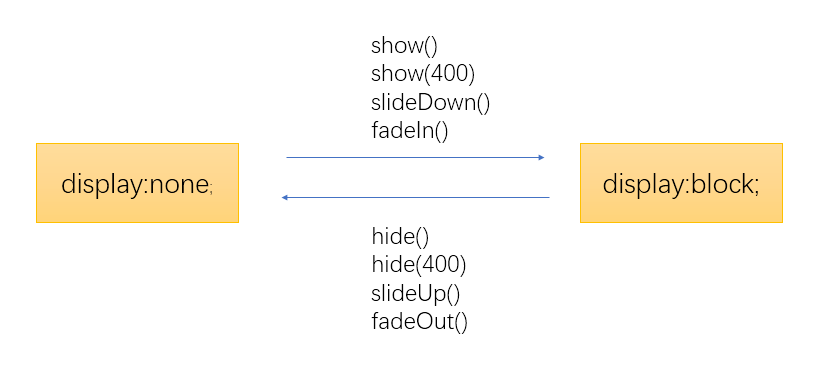 show()
show(400)
slideDown()
fadeIn()
display:none;
display:block;
hide()
hide(400)
slideUp()
fadeOut()